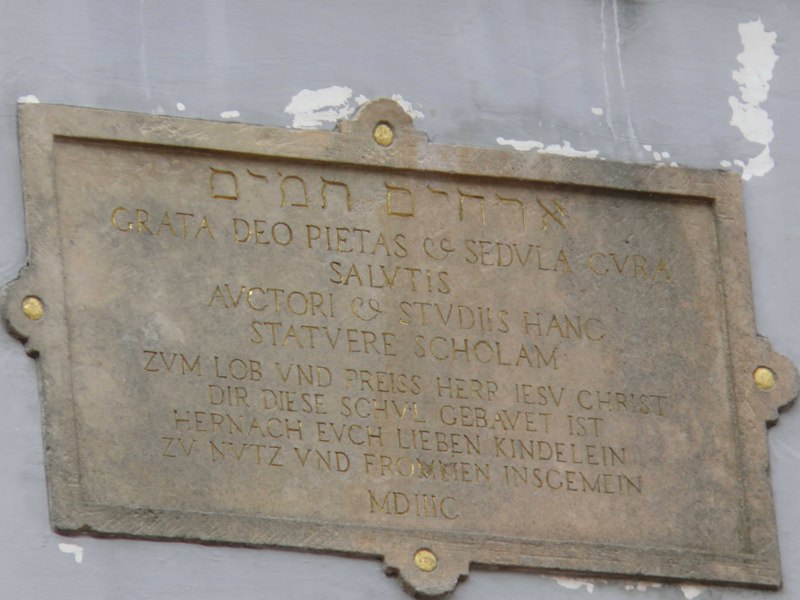 ארחים תמים
GRATA DEO PIETAS & SEDVLA CVRA
SALVTIS
AVCTORI & STVDIIS HANC
STATVERE SCHOLAM
ZVM LOB VND PREISS HERR IESV CHRIST
DIR DIESE SCHVL GEBAVET IST
HERNACH EVCH LIEBEN KINDELEIN
ZV NVTZ VND FROMMEN INSGEMEIN
MDIIIC